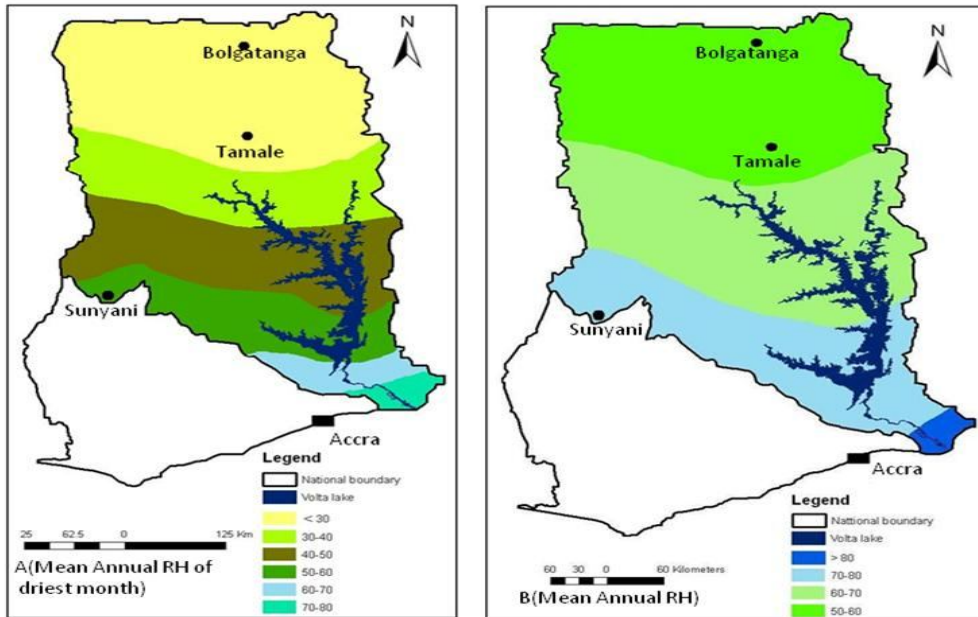 N
Bolgatanga
Tamale
Sunyani
Accra
Legend
National boundary
Volta lake
< 30
30-40
40-50
50-60
60-70
70-80
25 62.5 0 125 Km
A(Mean Annual RH of
driest month)
N
Bolgatanga
Tamale
Sunyani
Accra
Legend
Nattional boundary
Volta lake
> 80
70-80
60-70
50-60
60 30 0 60 Kilometers
B(Mean Annual RH)